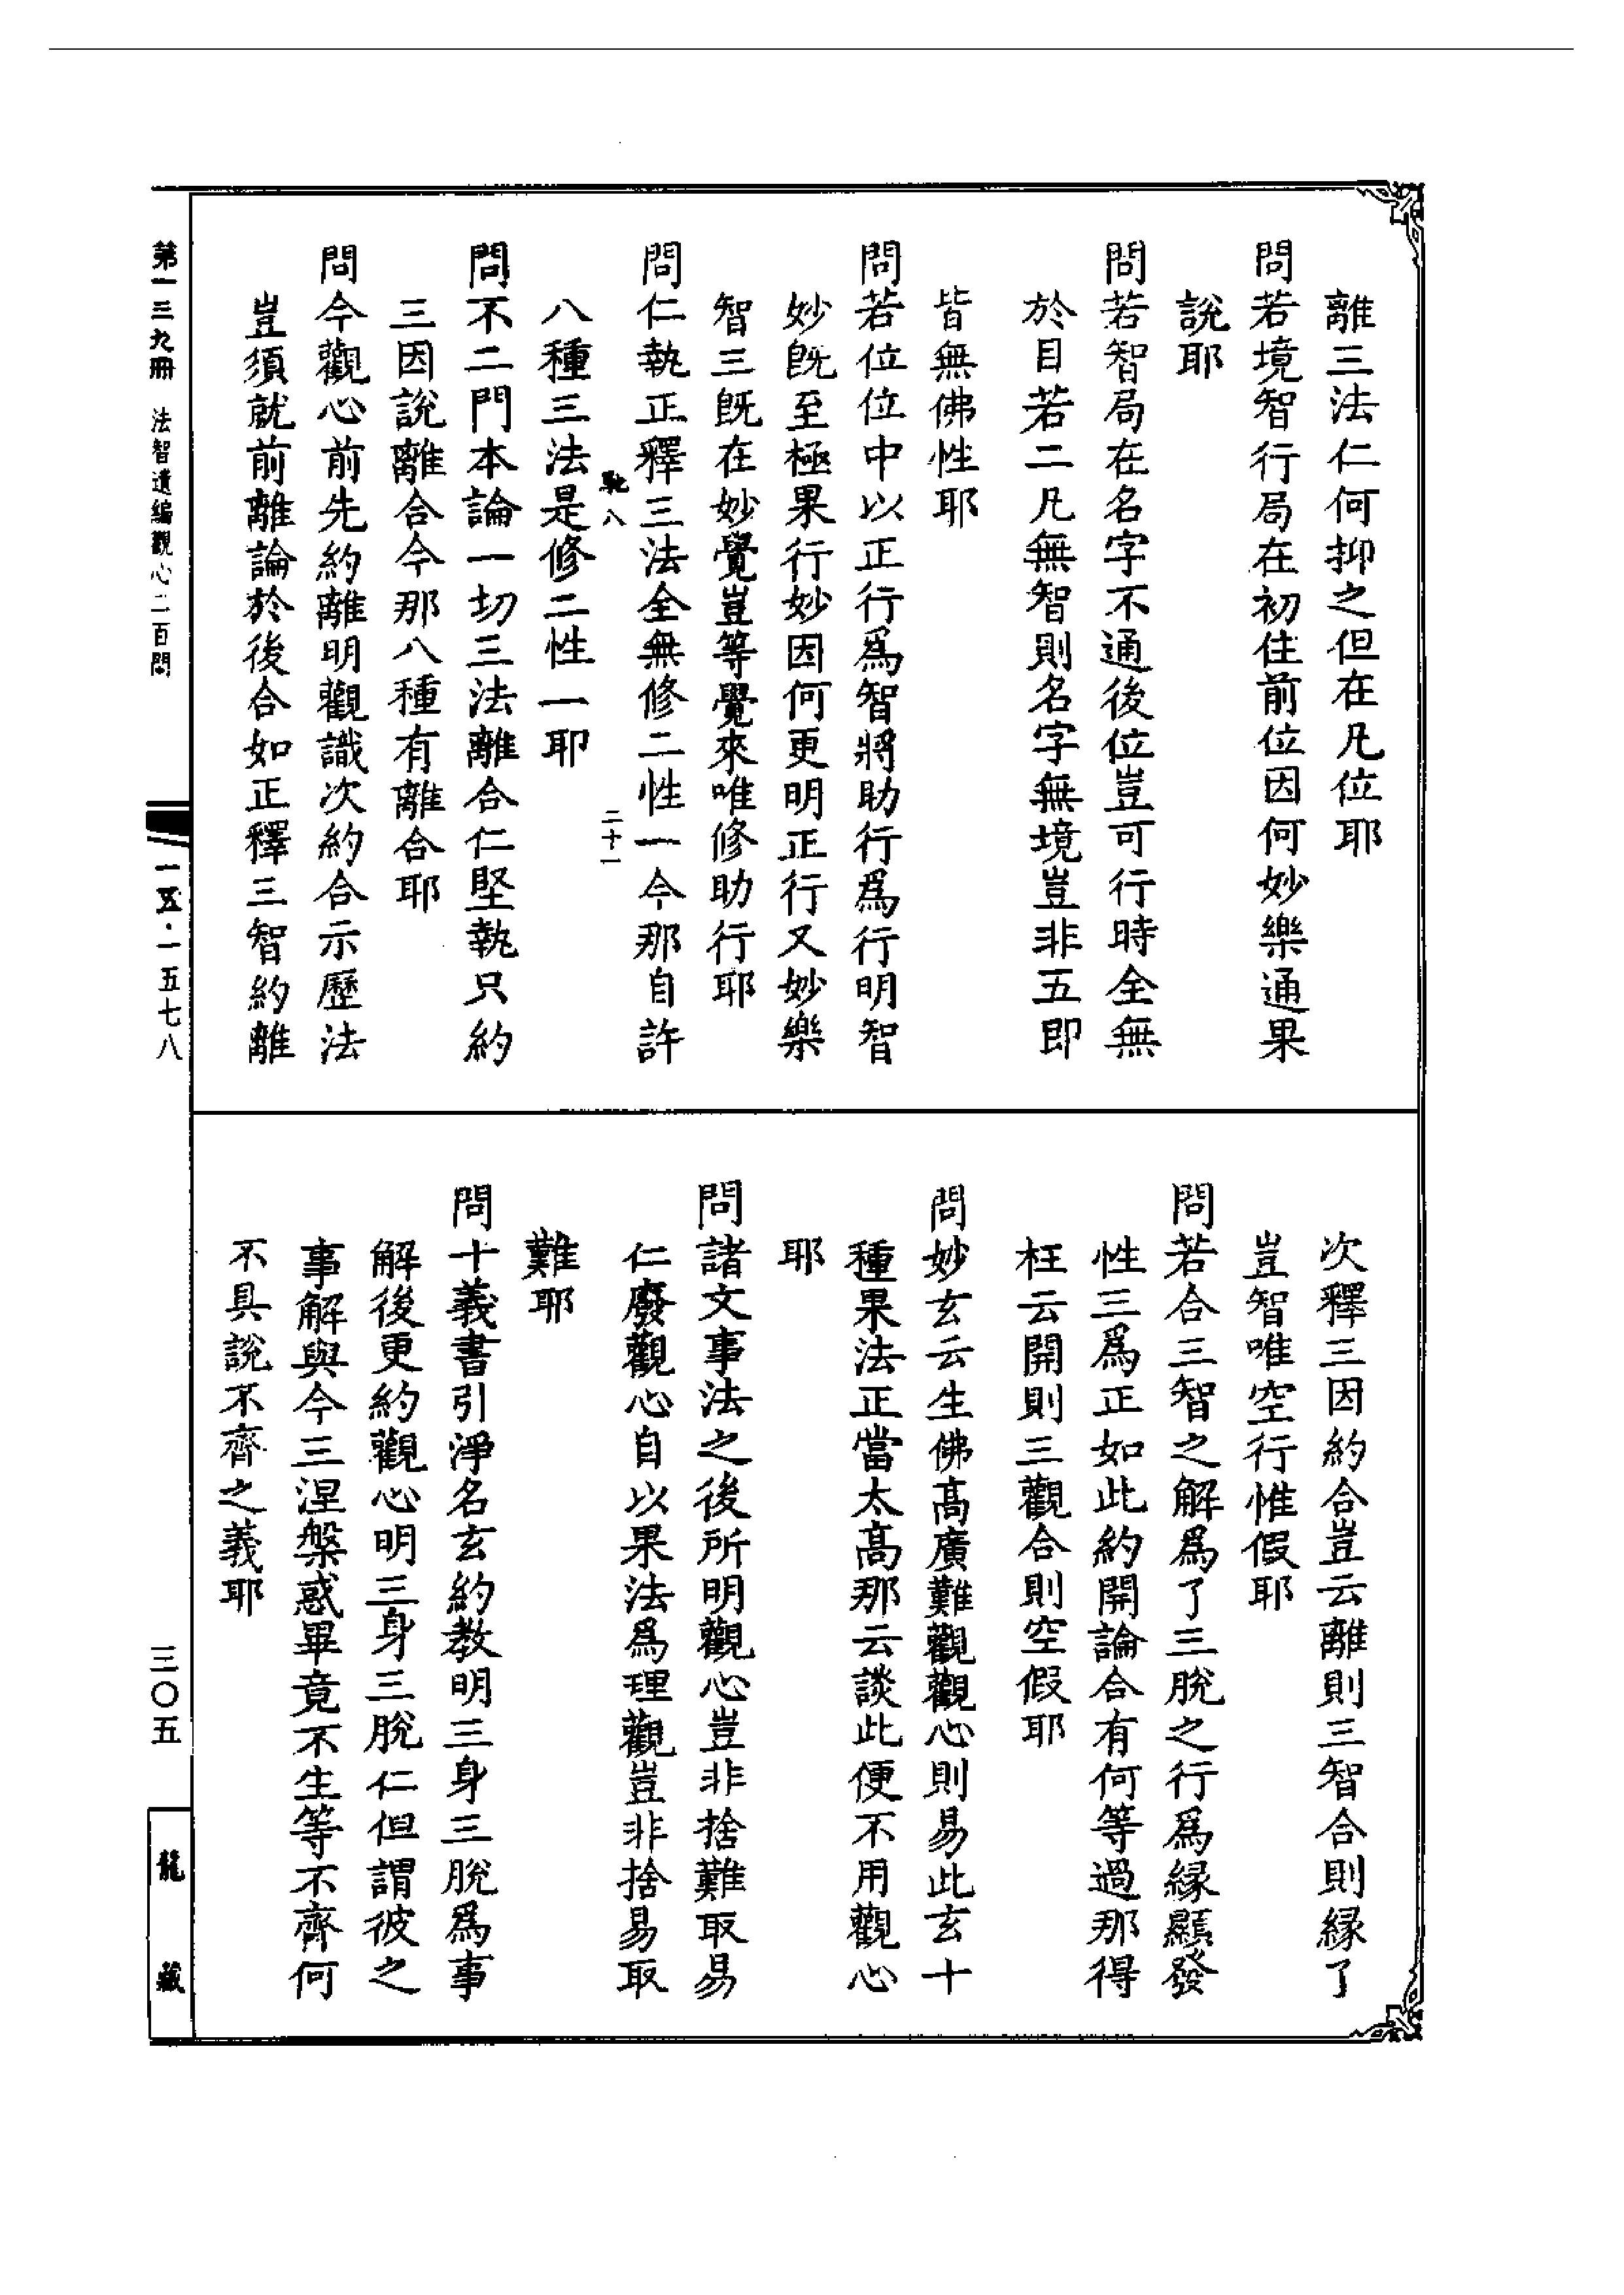 離三法仁何抑之但在凡位耶
問若境智行局在初住前位因何妙樂通果
說耶
問若智局在名字不通後位豈可行時全無
於目若二凡無智則名字無境豈非五即
皆無佛性耶
問若位位中以正行爲智將助行爲行明智
妙旣至極果行妙因何更明正行又妙樂
智三旣在妙覺豈等覺來唯修助行耶
問仁執正釋三法全無修二性一今那自許
馳八
二十一
八種三法是修二性一耶
問不二門本論一切三法離合仁堅執只約
三因說離合今那八種有離合耶
問今觀心前先約離明觀識次約合示歷法
豈須就前離論於後合如正釋三智約離
次釋三因約合豈云離則三智合則緣了
豈智唯空行惟假耶
問若合三智之解爲了三脫之行爲緣顯發
性三爲正如此約開論合有何等過那得
枉云開則三觀合則空假耶
問妙玄云生佛高廣難觀觀心則易此玄十
種果法正當太高那云談此便不用觀心
耶
問諸文事法之後所明觀心豈非捨難取易
仁廢觀心自以果法爲理觀豈非捨易取
難耶
問十義書引淨名玄約教明三身三脫爲事
解後更約觀心明三身三脫仁但謂彼之
事解與今三涅槃惑畢竟不生等不齊何
不具說不齊之義耶
第一三九冊 法智遺編觀心二百問
一五·一五七八
三〇五
龍藏